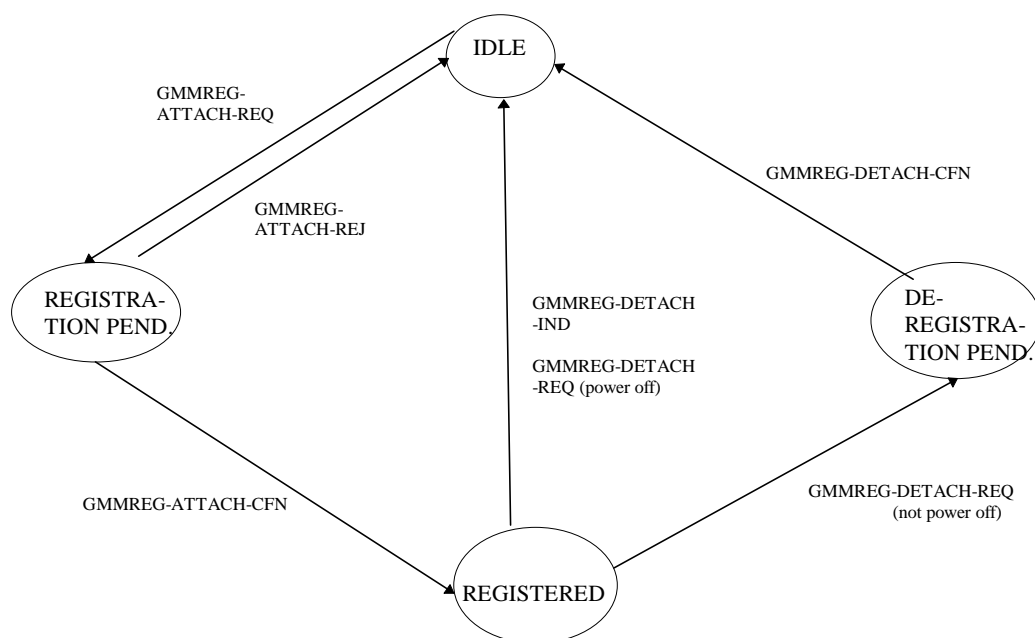 IDLE
GMMREG-
ATTACH-REQ
GMMREG-DETACH-CFN
GMMREG-
ATTACH-REJ
REGISTRA-
TION PEND.
GMMREG-DETACH
-IND
DE-
REGISTRA-
TION PEND.
GMMREG-DETACH
-REQ (power off)
GMMREG-ATTACH-CFN
GMMREG-DETACH-REQ
(not power off)
REGISTERED